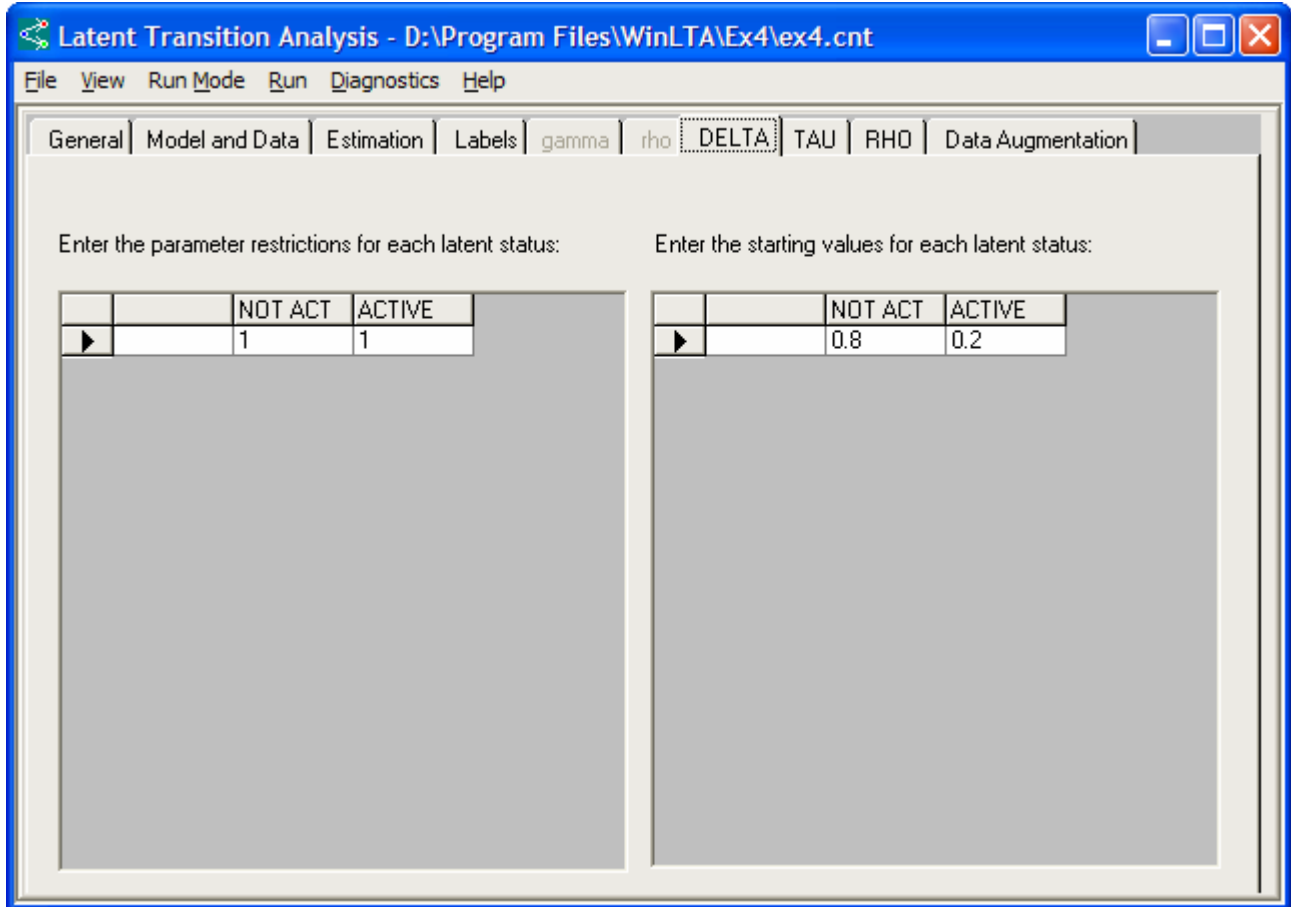 Latent Transition Analysis - D:\Program Files\WinLTA\Ex4\ex4.cnt
File View Run Mode Run Diagnostics Help
General Model and Data Estimation Labels gamma rho DELTA TAU RHO Data Augmentation
Enter the parameter restrictions for each latent status: Enter the starting values for each latent status:
NOT ACT ACTIVE NOT ACT ACTIVE
1 1 0.8 0.2